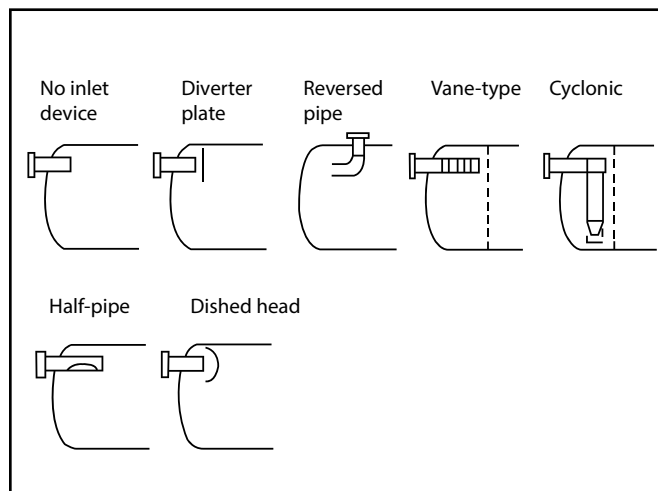 No inlet
device
Diverter
plate
Reversed
pipe
Vane-type
Cyclonic
Half-pipe
Dished head